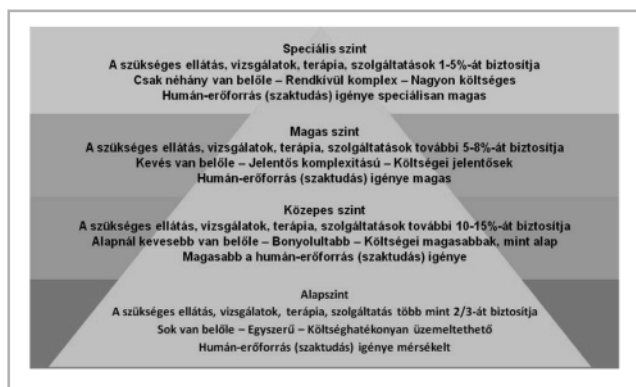 Speciális szint
A szükséges ellátás, vizsgálatok, terápia, szolgáltatások 1-5%-át biztosítja
Csak néhány van belőle – Rendkívül komplex – Nagyon költséges
Humán-erőforrás (szaktudás) igénye speciálisan magas
Magas szint
A szükséges ellátás, vizsgálatok, terápia, szolgáltatások további 5-8%-át biztosítja
Kevés van belőle – Jelentős komplexitású – Költségei jelentősek
Humán-erőforrás (szaktudás) igénye magas
Közepes szint
A szükséges ellátás, vizsgálatok, terápia, szolgáltatások további 10-15%-át biztosítja
Alapnál kevesebb van belőle – Bonyolultabb – Költségei magasabbak, mint alap
Magasabb a humán-erőforrás (szaktudás) igénye
Alapszint
A szükséges ellátás, vizsgálatok, terápia, szolgáltatás több mint 2/3-át biztosítja
Sok van belőle – Egyszerű – Költséghatékonyan üzemeltethető
Humán-erőforrás (szaktudás) igénye mérsékelt